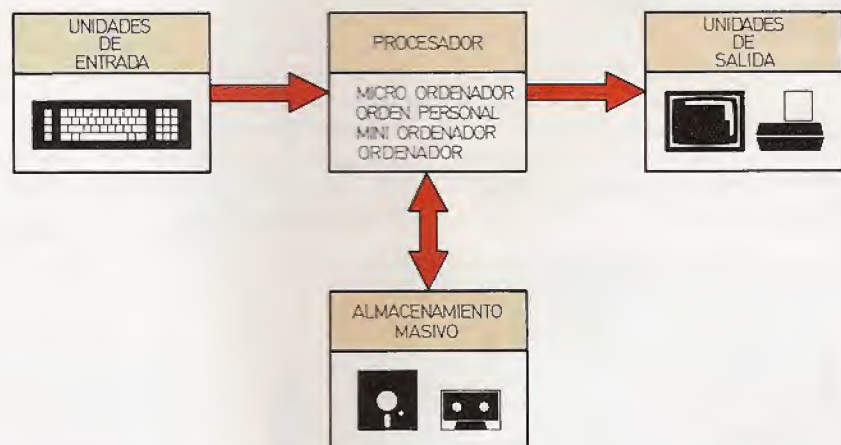 UNIDADES
DE
ENTRADA
PROCESADOR
MICRO ORDENADOR
ORDEN PERSONAL
MINI ORDENADOR
ORDENADOR
UNIDADES
DE
SALIDA
ALMACENAMIENTO
MASIVO